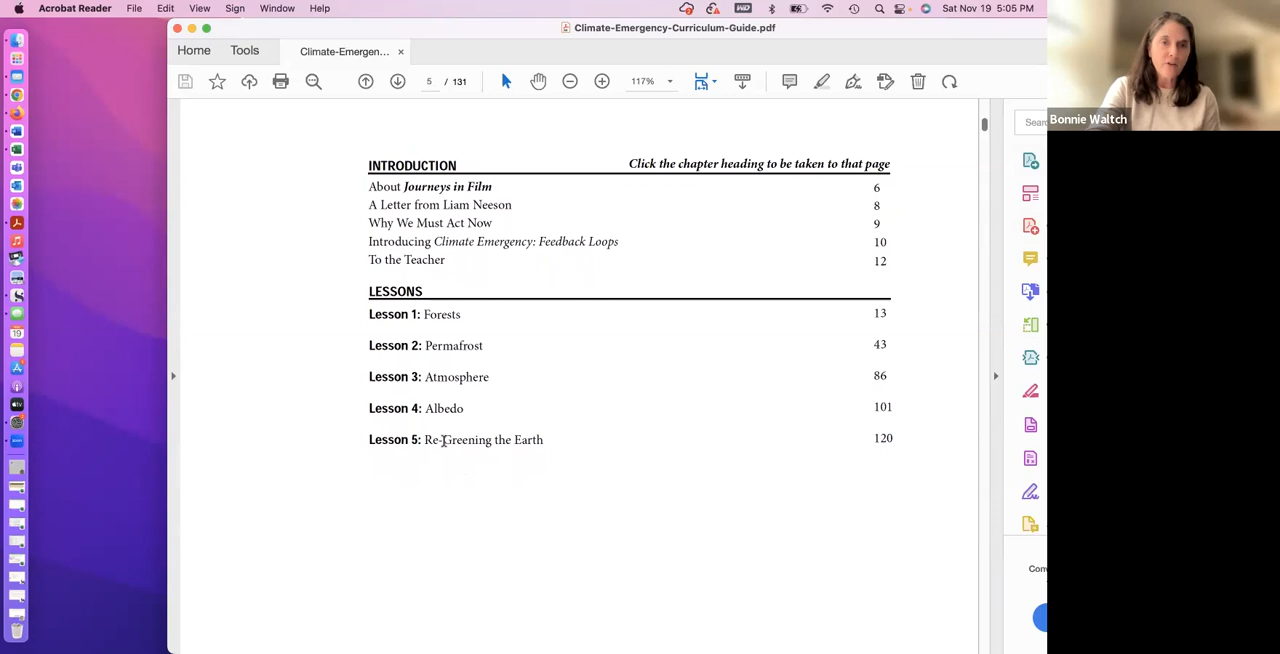 Acrobat Reader File Edit View Sign Window Help Sat Nov 19 5:05 PM
Climate-Emergency-Curriculum-Guide.pdf
Home Tools Climate-Emergen... ×
5 / 131 117%
INTRODUCTION Click the chapter heading to be taken to that page
About Journeys in Film 6
A Letter from Liam Neeson 8
Why We Must Act Now 9
Introducing Climate Emergency: Feedback Loops 10
To the Teacher 12
LESSONS
Lesson 1: Forests 13
Lesson 2: Permafrost 43
Lesson 3: Atmosphere 86
Lesson 4: Albedo 101
Lesson 5: Re-Greening the Earth 120
Sear
Conv
Bonnie Waltch